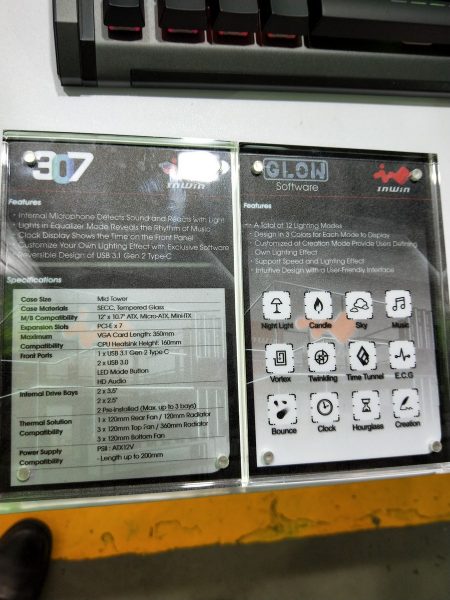 307
InWin
Features
- Internal Microphone Detects Sound and Reacts with Light
- Lights in Equalizer Mode Reveals the Rhythm of Music
- Clock Display Shows the Time on the Front Panel
- Customize Your Own Lighting Effect with Exclusive Software
- Reversible Design of USB 3.1 Gen 2 Type-C
Specifications
Case Size Mid Tower
Case Materials SECC, Tempered Glass
M/B Compatibility 12" x 10.7" ATX, Micro-ATX, Mini-ITX
Expansion Slots PCI-E x 7
Maximum VGA Card Length: 350mm
Compatibility CPU Heatsink Height: 160mm
Front Ports 1 x USB 3.1 Gen 2 Type C
2 x USB 3.0
LED Mode Button
HD Audio
Internal Drive Bays 2 x 3.5"
2 x 2.5"
2 Pre-installed (Max. up to 3 bays)
Thermal Solution 1 x 120mm Rear Fan / 120mm Radiator
Compatibility 3 x 120mm Top Fan / 360mm Radiator
3 x 120mm Bottom Fan
Power Supply PSII : ATX12V
Compatibility - Length up to 200mm
GLOW
Software
InWin
Features
- A Total of 12 Lighting Modes
- Design in 3 Colors for Each Mode to Display
- Customized of Creation Mode Provide Users Defining
Own Lighting Effect
- Support Speed and Lighting Effect
- Intuitive Design with a User-Friendly Interface
Night Light Candle Sky Music
Vortex Twinkling Time Tunnel E.C.G
Bounce Clock Hourglass Creation